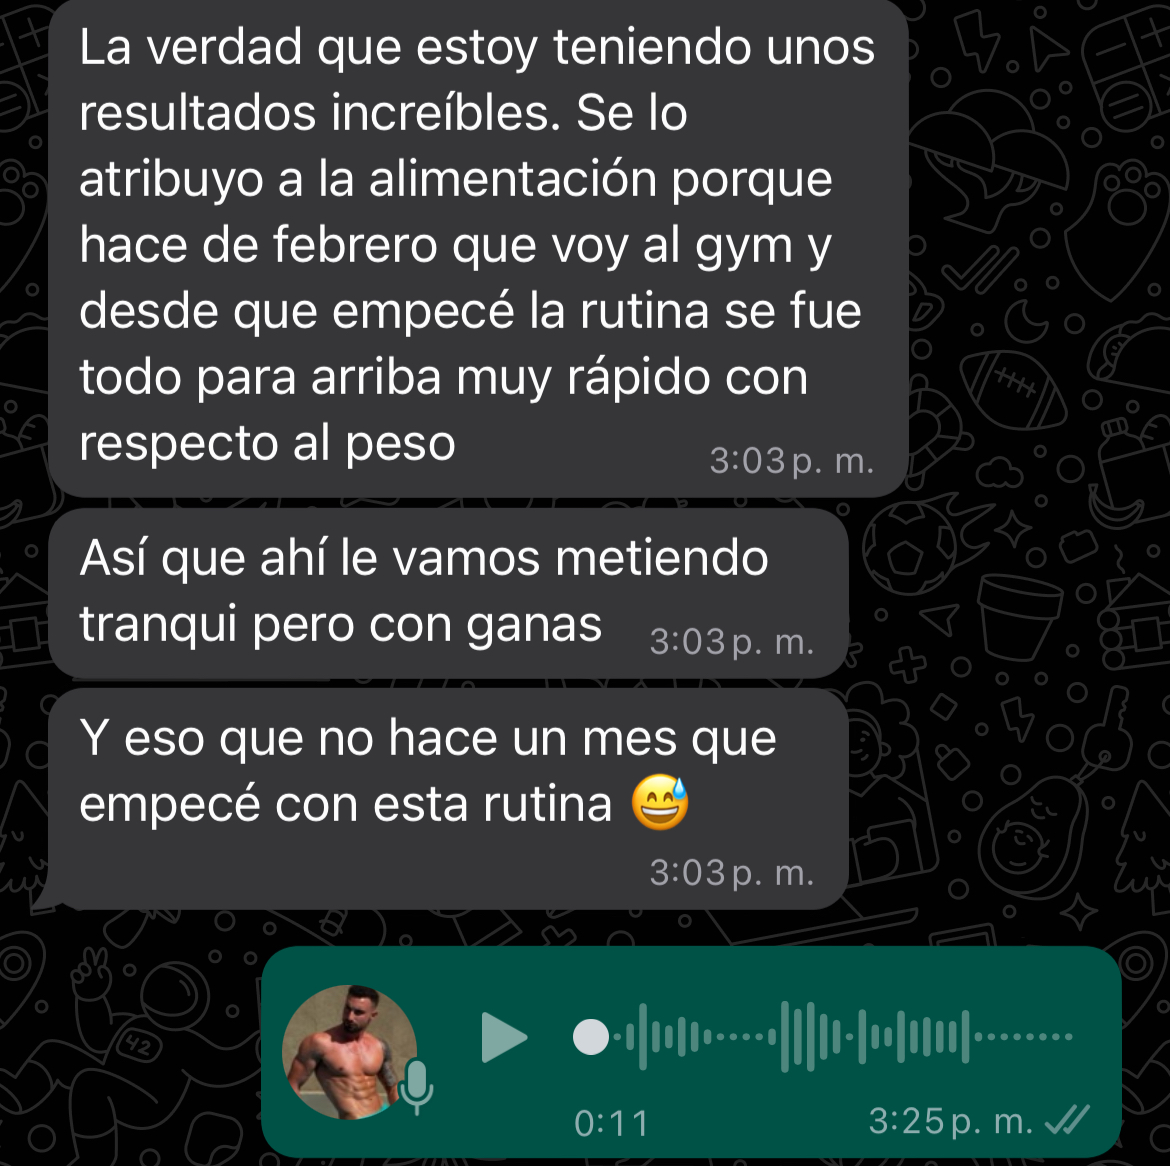 La verdad que estoy teniendo unos
resultados increíbles. Se lo
atribuyo a la alimentación porque
hace de febrero que voy al gym y
desde que empecé la rutina se fue
todo para arriba muy rápido con
respecto al peso
3:03 p. m.
Así que ahí le vamos metiendo
tranqui pero con ganas
3:03 p. m.
Y eso que no hace un mes que
empecé con esta rutina 😅
3:03 p. m.
0:11
3:25 p. m.
42